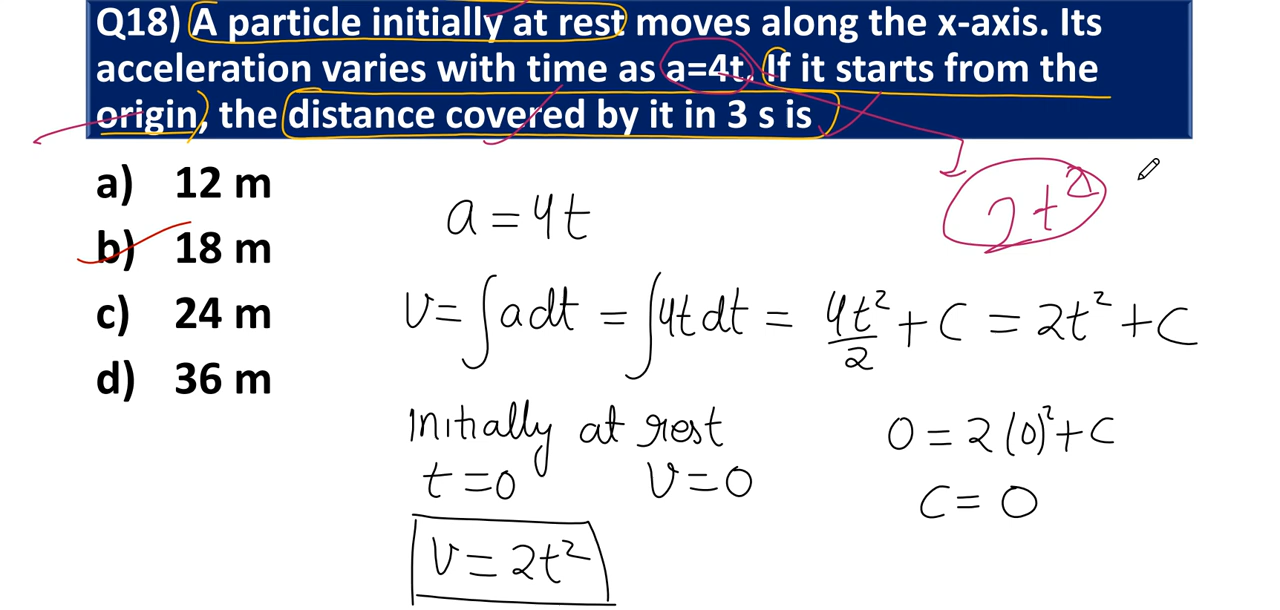 Q18) A particle initially at rest moves along the x-axis. Its
acceleration varies with time as a=4t. If it starts from the
origin, the distance covered by it in 3 s is
a) 12 m
b) 18 m
c) 24 m
d) 36 m
a = 4t
2t²
v = ∫a dt = ∫4t dt = 4t²/2 + C = 2t² + C
Initially at rest
t = 0 v = 0
0 = 2(0)² + C
C = 0
v = 2t²